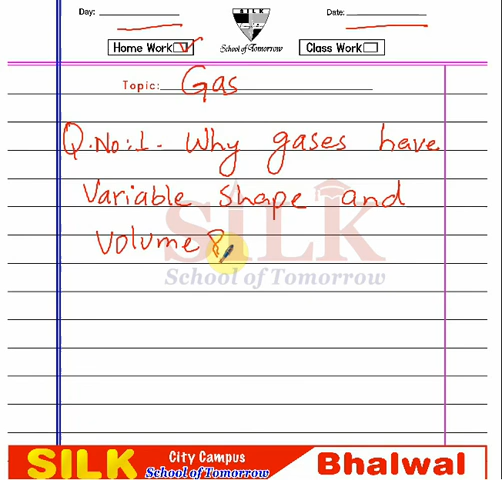 Day:
Date:
SILK
Home Work
School of Tomorrow
Class Work
Topic: Gas
Q.No:1. Why gases have
Variable shape and
volume?
SILK
School of Tomorrow
SILK City Campus School of Tomorrow Bhalwal